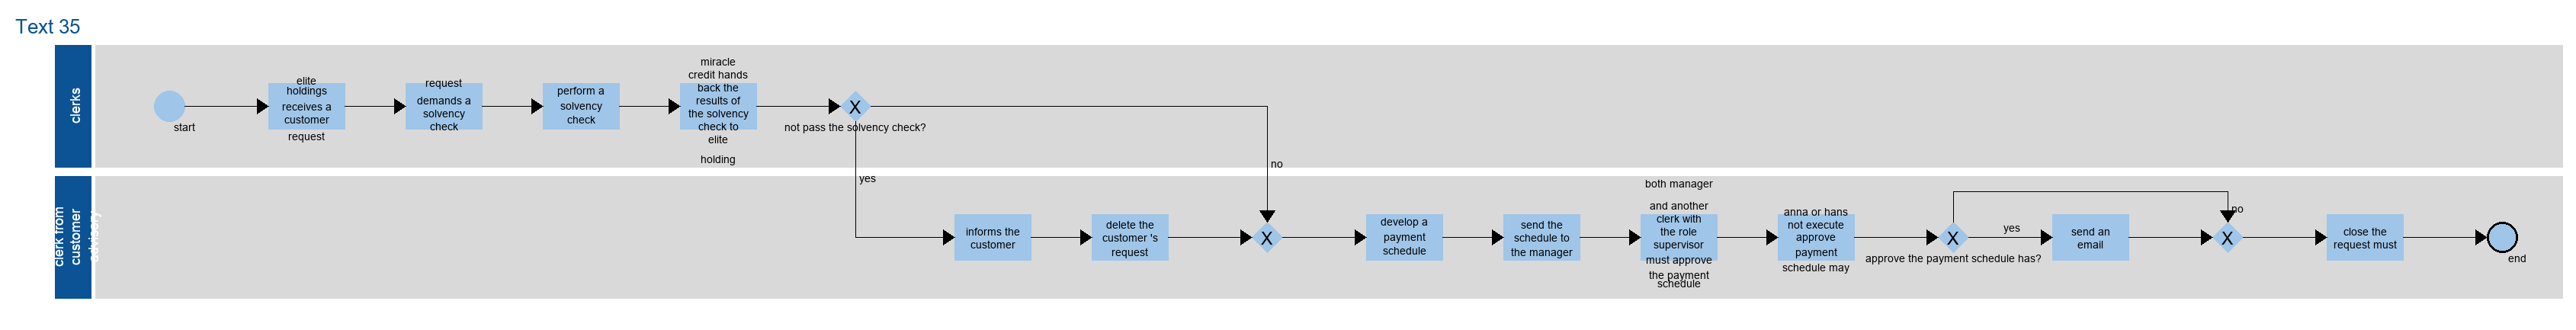 Text 35
clerks
start
elite
holdings
receives a
customer
request
request
demands a
solvency
check
perform a
solvency
check
miracle
credit hands
back the
results of
the solvency
check to
elite
holding
X
not pass the solvency check?
no
yes
clerk from
customer
advisory
informs the
customer
delete the
customer 's
request
X
develop a
payment
schedule
send the
schedule to
the manager
both manager
and another
clerk with
the role
supervisor
must approve
the payment
schedule
anna or hans
not execute
approve
payment
schedule may
X
approve the payment schedule has?
yes
send an
email
no
X
close the
request must
end